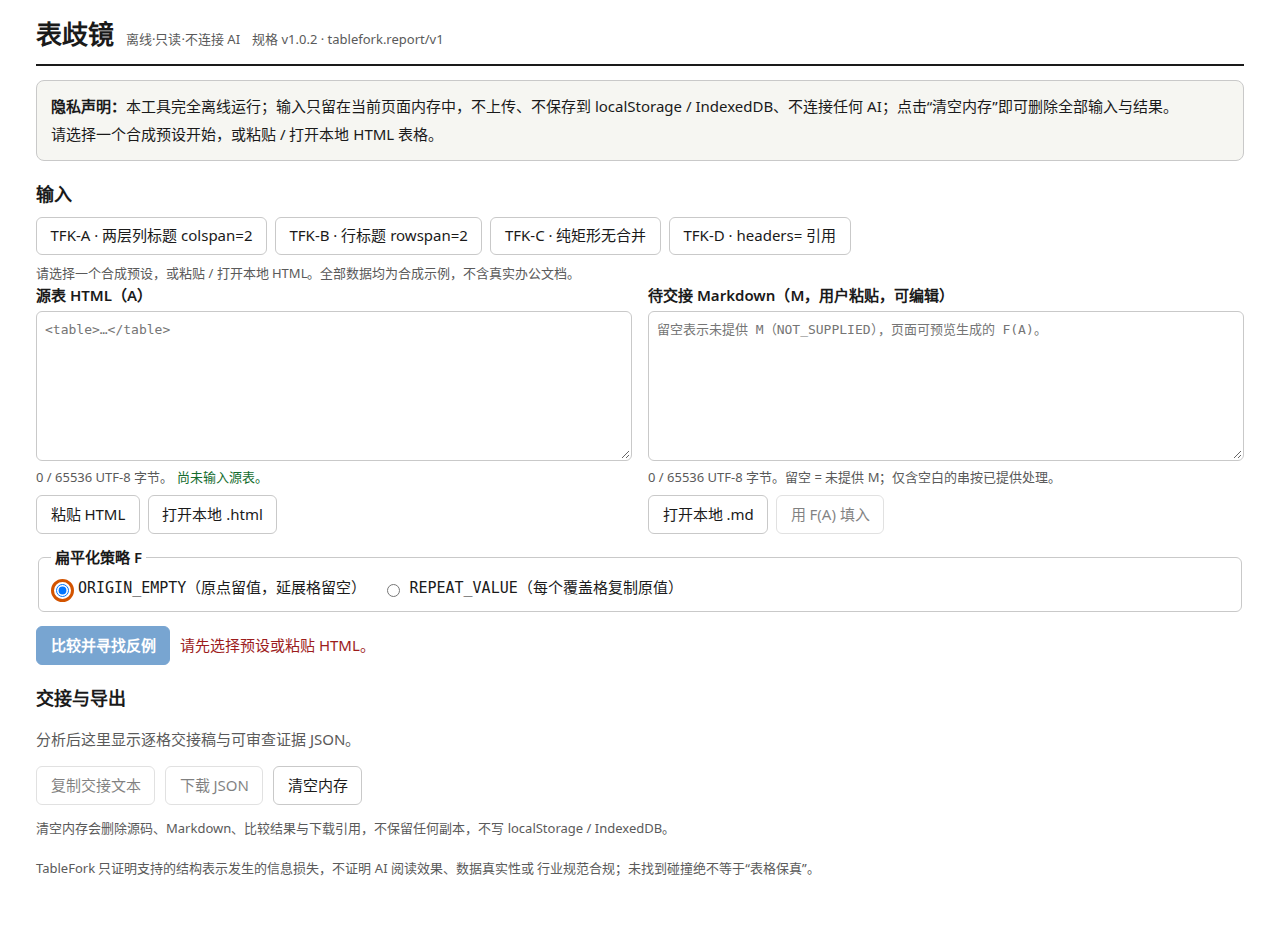 表歧镜 离线·只读·不连接 AI 规格 v1.0.2 · tablefork.report/v1
隐私声明：本工具完全离线运行；输入只留在当前页面内存中，不上传、不保存到 localStorage / IndexedDB、不连接任何 AI；点击“清空内存”即可删除全部输入与结果。
请选择一个合成预设开始，或粘贴 / 打开本地 HTML 表格。
输入
TFK-A · 两层列标题 colspan=2 TFK-B · 行标题 rowspan=2 TFK-C · 纯矩形无合并 TFK-D · headers= 引用
请选择一个合成预设，或粘贴 / 打开本地 HTML。全部数据均为合成示例，不含真实办公文档。
源表 HTML（A）
<table>…</table>
0 / 65536 UTF-8 字节。 尚未输入源表。
粘贴 HTML 打开本地 .html
待交接 Markdown（M，用户粘贴，可编辑）
留空表示未提供 M（NOT_SUPPLIED），页面可预览生成的 F(A)。
0 / 65536 UTF-8 字节。留空 = 未提供 M；仅含空白的串按已提供处理。
打开本地 .md 用 F(A) 填入
扁平化策略 F
ORIGIN_EMPTY（原点留值，延展格留空） REPEAT_VALUE（每个覆盖格复制原值）
比较并寻找反例 请先选择预设或粘贴 HTML。
交接与导出
分析后这里显示逐格交接稿与可审查证据 JSON。
复制交接文本 下载 JSON 清空内存
清空内存会删除源码、Markdown、比较结果与下载引用，不保留任何副本，不写 localStorage / IndexedDB。
TableFork 只证明支持的结构表示发生的信息损失，不证明 AI 阅读效果、数据真实性或 行业规范合规；未找到碰撞绝不等于“表格保真”。